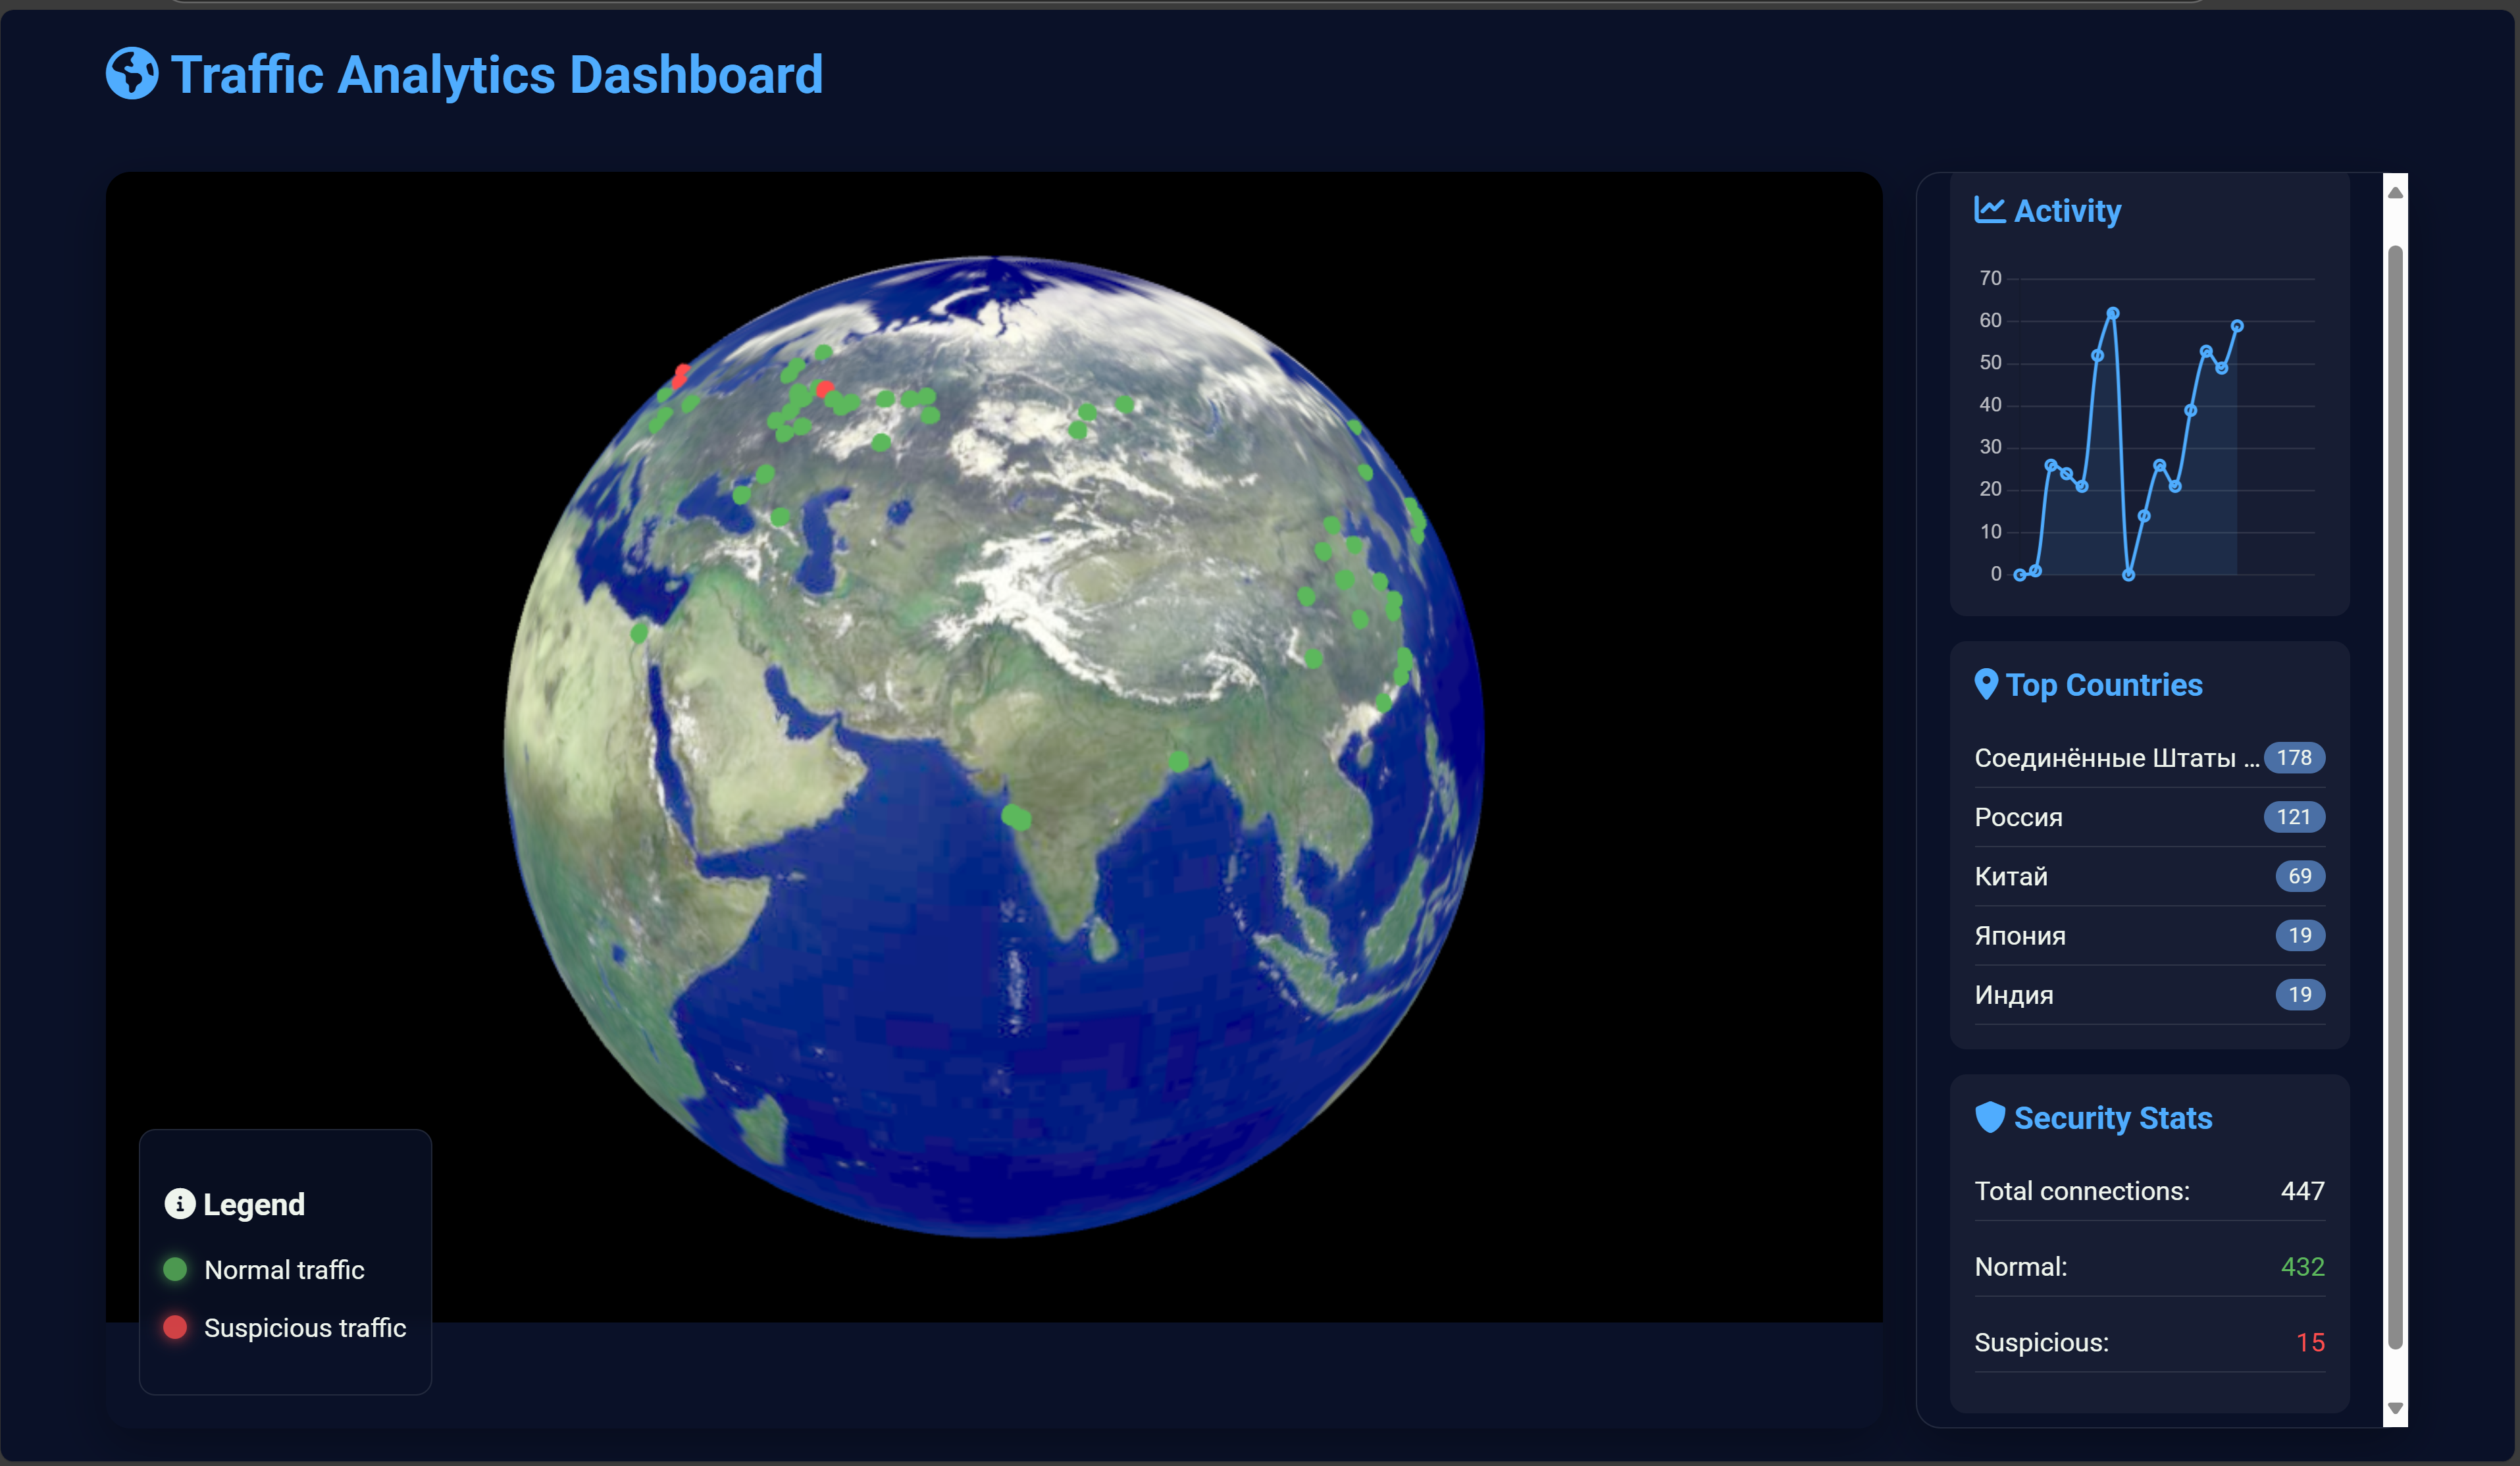 Traffic Analytics Dashboard
Activity
70
60
50
40
30
20
10
0
Top Countries
Соединённые Штаты ... 178
Россия 121
Китай 69
Япония 19
Индия 19
Security Stats
Total connections: 447
Normal: 432
Suspicious: 15
Legend
Normal traffic
Suspicious traffic